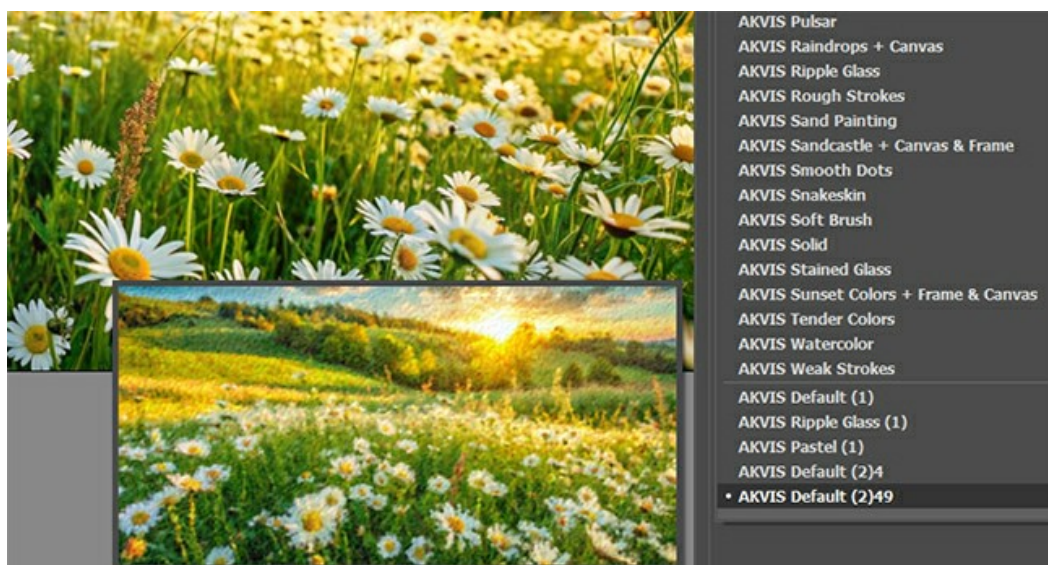 AKVIS Pulsar
AKVIS Raindrops + Canvas
AKVIS Ripple Glass
AKVIS Rough Strokes
AKVIS Sand Painting
AKVIS Sandcastle + Canvas & Frame
AKVIS Smooth Dots
AKVIS Snakeskin
AKVIS Soft Brush
AKVIS Solid
AKVIS Stained Glass
AKVIS Sunset Colors + Frame & Canvas
AKVIS Tender Colors
AKVIS Watercolor
AKVIS Weak Strokes
AKVIS Default (1)
AKVIS Ripple Glass (1)
AKVIS Pastel (1)
AKVIS Default (2)4
• AKVIS Default (2)49